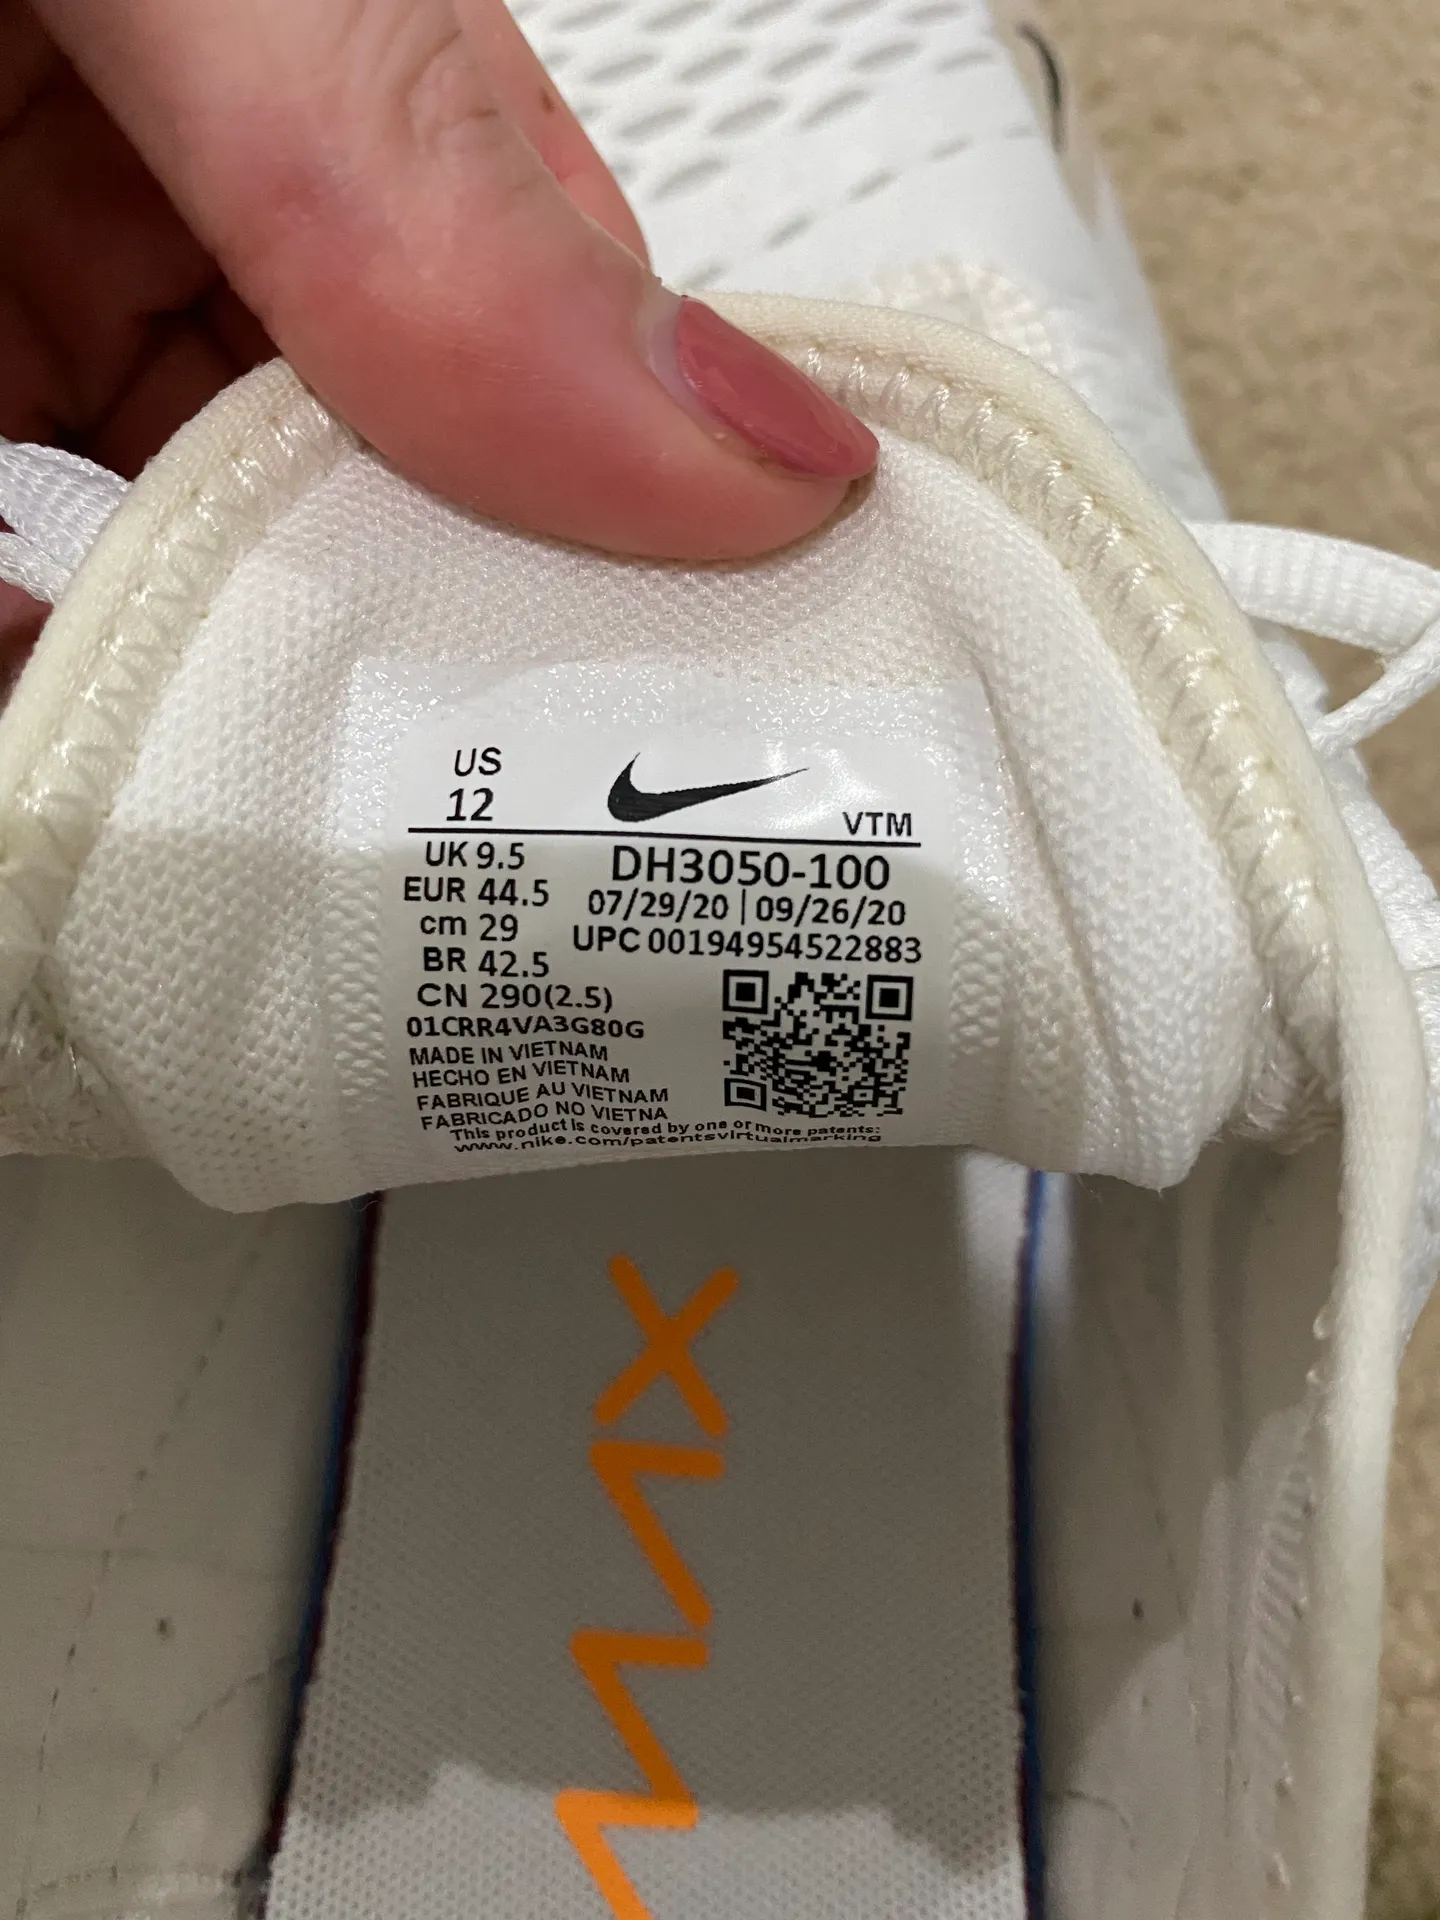 US
12
VTM
UK 9.5
DH3050-100
EUR 44.5
07/29/20 | 09/26/20
cm 29
UPC 00194954522883
BR 42.5
CN 290(2.5)
01CRR4VA3G80G
MADE IN VIETNAM
HECHO EN VIETNAM
FABRIQUE AU VIETNAM
FABRICADO NO VIETNA
This product is covered by one or more patents:
www.nike.com/patentsvirtualmarking